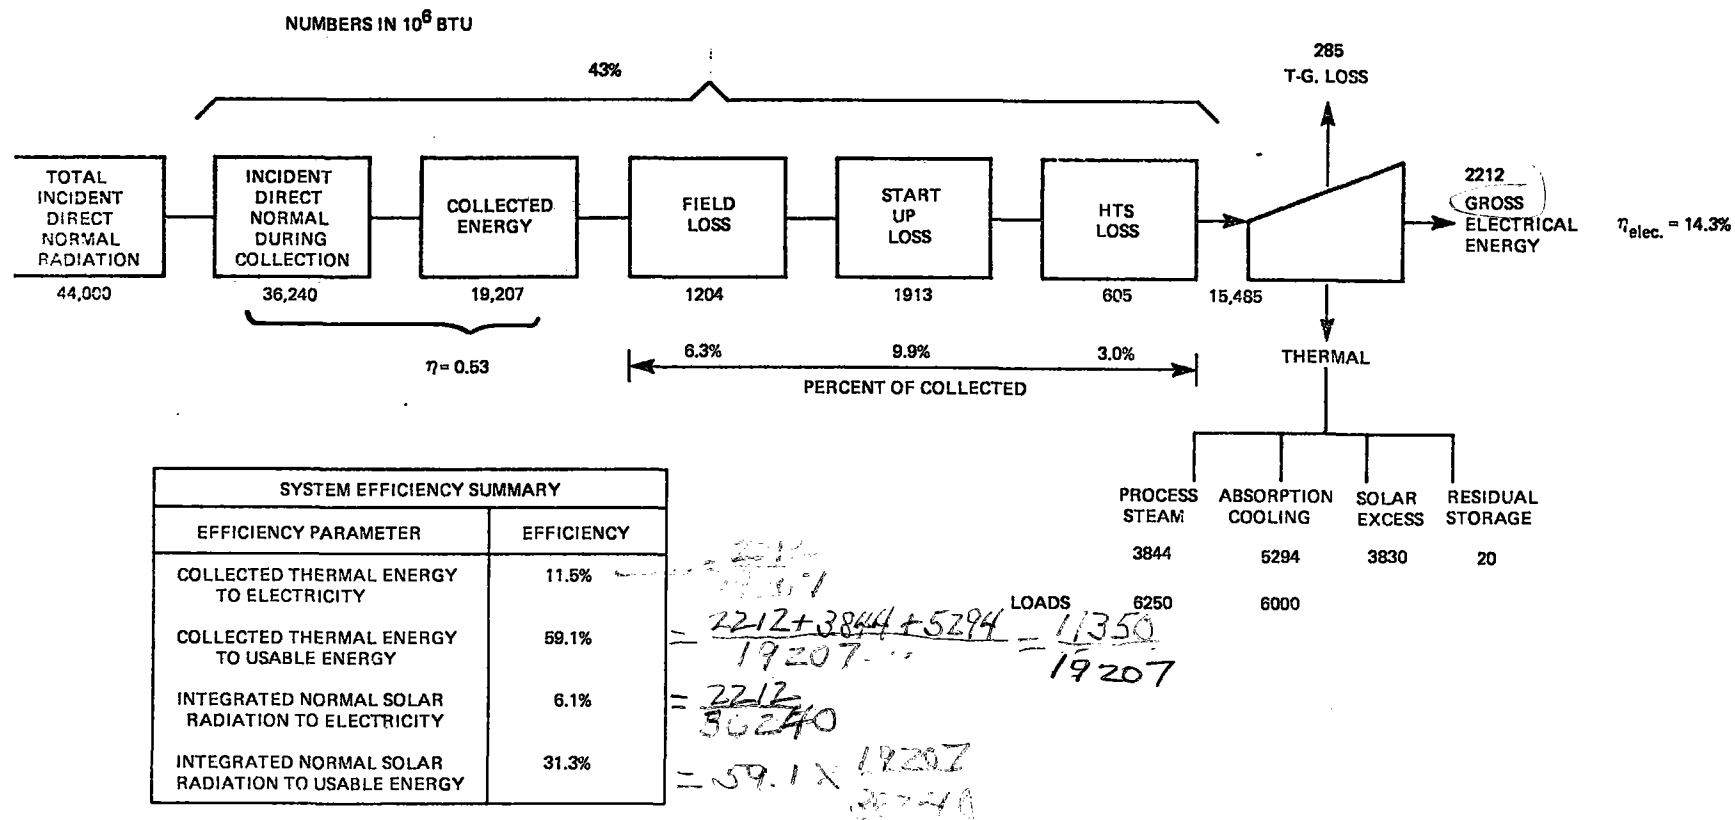 NUMBERS IN 10⁶ BTU
43%
285
T-G. LOSS
TOTAL
INCIDENT
DIRECT
NORMAL
RADIATION
44,000
INCIDENT
DIRECT
NORMAL
DURING
COLLECTION
36,240
COLLECTED
ENERGY
19,207
FIELD
LOSS
1204
START
UP
LOSS
1913
HTS
LOSS
605
15,485
2212
GROSS
ELECTRICAL
ENERGY
η elec. = 14.3%
η = 0.53
6.3% 9.9% 3.0%
PERCENT OF COLLECTED
THERMAL
PROCESS
STEAM
3844
ABSORPTION
COOLING
5294
SOLAR
EXCESS
3830
RESIDUAL
STORAGE
20
LOADS 6250 6000
SYSTEM EFFICIENCY SUMMARY
EFFICIENCY PARAMETER EFFICIENCY
COLLECTED THERMAL ENERGY
TO ELECTRICITY
11.5%
COLLECTED THERMAL ENERGY
TO USABLE ENERGY
59.1%
= 2212+3844+5294 = 11350
19207 19207
INTEGRATED NORMAL SOLAR
RADIATION TO ELECTRICITY
6.1%
= 2212
36240
INTEGRATED NORMAL SOLAR
RADIATION TO USABLE ENERGY
31.3%
= 59.1 × 19207